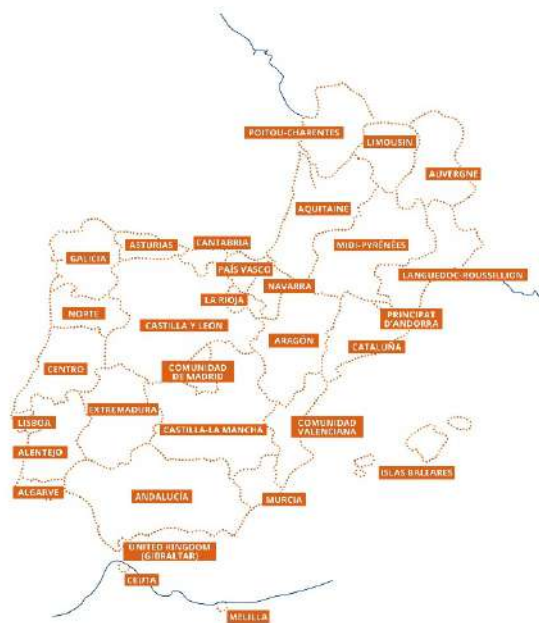 POITOU-CHARENTES
LIMOUSIN
AUVERGNE
AQUITAINE
ASTURIAS
CANTABRIA
MIDI-PYRÉNÉES
GALICIA
PAÍS VASCO
LANGUEDOC-ROUSSILLION
NAVARRA
LA RIOJA
NORTE
PRINCIPAT
D'ANDORRA
CASTILLA Y LEÓN
ARAGÓN
CATALUÑA
CENTRO
COMUNIDAD
DE MADRID
EXTREMADURA
LISBOA
CASTILLA-LA MANCHA
COMUNIDAD
VALENCIANA
ALENTEJO
ISLAS BALEARES
ALGARVE
ANDALUCÍA
MURCIA
UNITED KINGDOM
(GIBRALTAR)
CEUTA
MELILLA